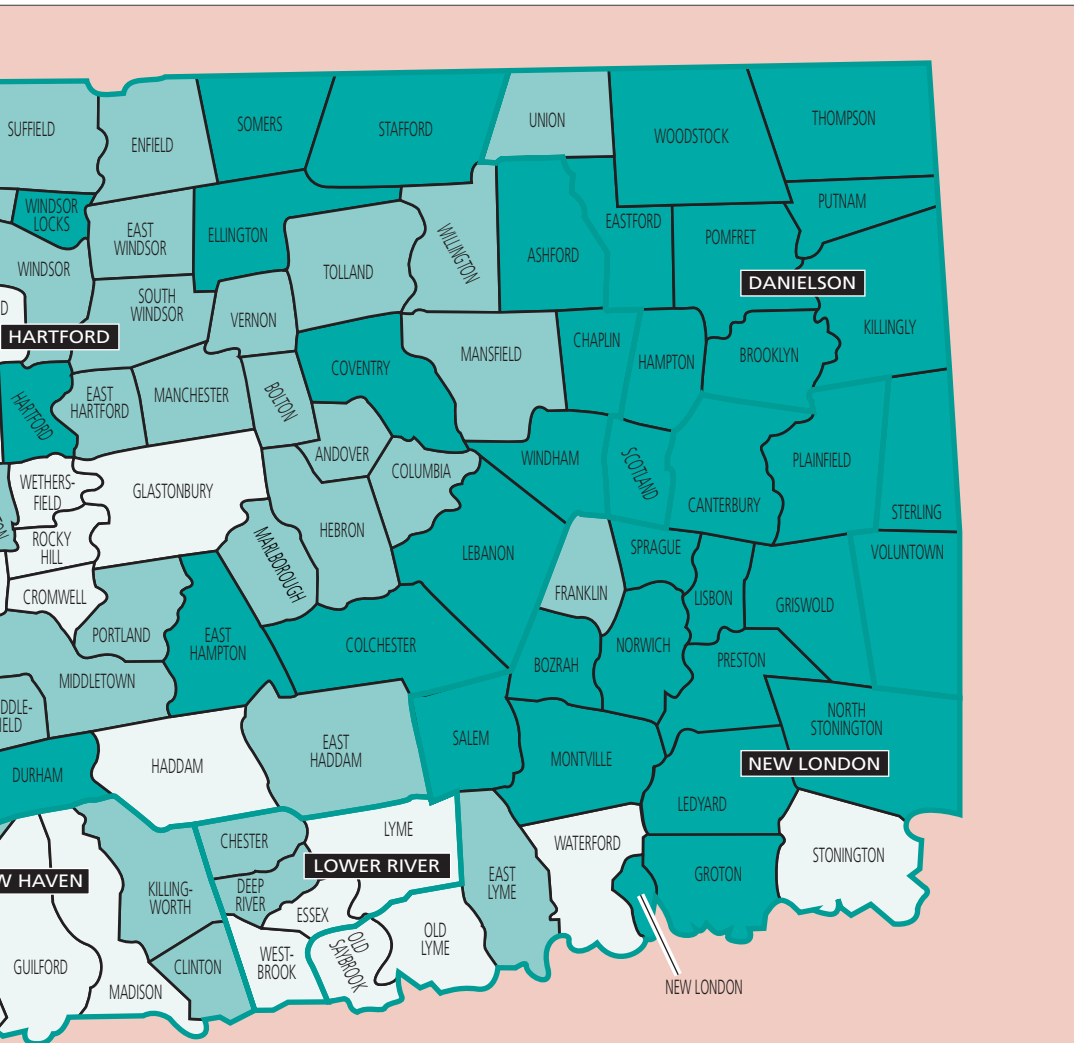 SUFFIELD
ENFIELD
SOMERS
STAFFORD
UNION
WOODSTOCK
THOMPSON
WINDSOR
LOCKS
EAST
WINDSOR
ELLINGTON
WILLINGTON
ASHFORD
EASTFORD
POMFRET
PUTNAM
WINDSOR
SOUTH
WINDSOR
TOLLAND
DANIELSON
D
HARTFORD
VERNON
MANSFIELD
CHAPLIN
HAMPTON
BROOKLYN
KILLINGLY
HARTFORD
EAST
HARTFORD
MANCHESTER
BOLTON
COVENTRY
ANDOVER
COLUMBIA
WINDHAM
SCOTLAND
CANTERBURY
PLAINFIELD
STERLING
WETHERS-
FIELD
GLASTONBURY
ROCKY
HILL
TON
CROMWELL
MARLBOROUGH
HEBRON
LEBANON
FRANKLIN
SPRAGUE
LISBON
GRISWOLD
VOLUNTOWN
PORTLAND
EAST
HAMPTON
COLCHESTER
BOZRAH
NORWICH
PRESTON
MIDDLETOWN
DDLE-
IELD
DURHAM
HADDAM
EAST
HADDAM
SALEM
MONTVILLE
NORTH
STONINGTON
NEW LONDON
LEDYARD
CHESTER
LYME
LOWER RIVER
WATERFORD
GROTON
STONINGTON
W HAVEN
KILLING-
WORTH
DEEP
RIVER
ESSEX
EAST
LYME
GUILFORD
MADISON
CLINTON
WEST-
BROOK
OLD
SAYBROOK
OLD
LYME
NEW LONDON